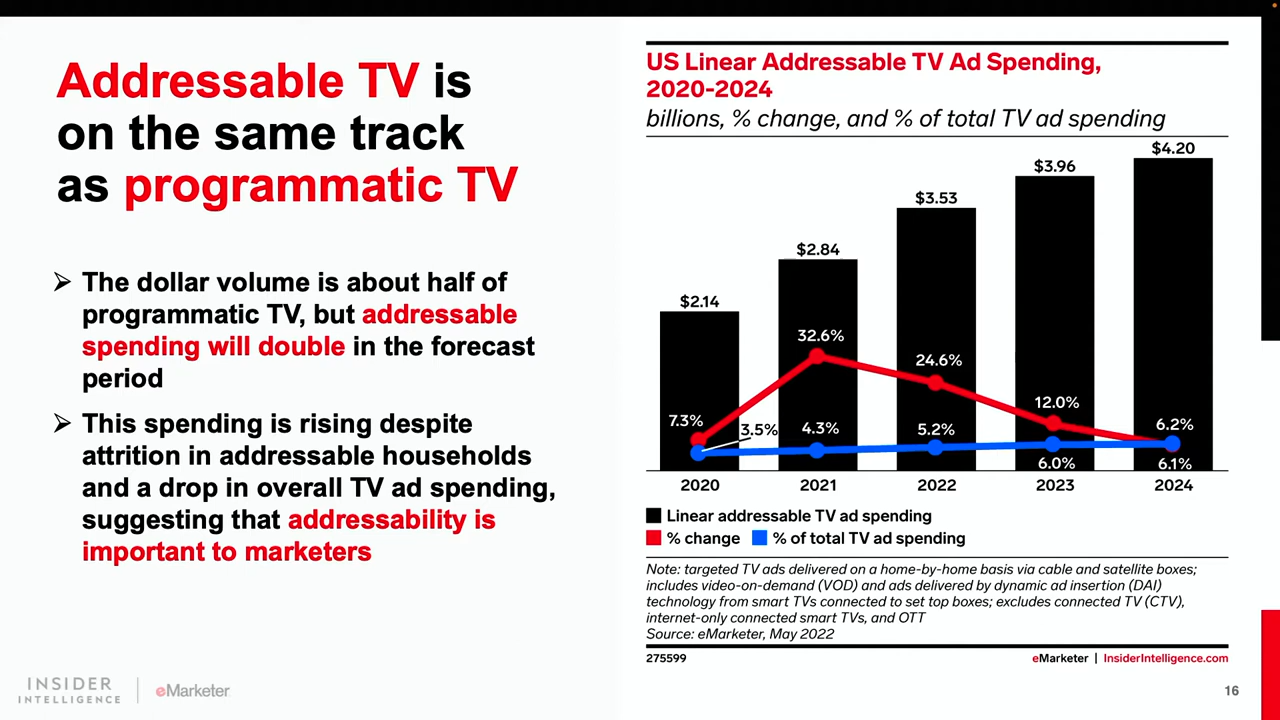 Addressable TV is
on the same track
as programmatic TV
➢ The dollar volume is about half of
programmatic TV, but addressable
spending will double in the forecast
period
➢ This spending is rising despite
attrition in addressable households
and a drop in overall TV ad spending,
suggesting that addressability is
important to marketers
INSIDER
INTELLIGENCE
eMarketer
US Linear Addressable TV Ad Spending,
2020-2024
billions, % change, and % of total TV ad spending
$4.20
$3.96
$3.53
$2.84
$2.14
32.6%
24.6%
12.0%
7.3%
3.5%
4.3%
5.2%
6.2%
6.0%
6.1%
2020 2021 2022 2023 2024
Linear addressable TV ad spending
% change % of total TV ad spending
Note: targeted TV ads delivered on a home-by-home basis via cable and satellite boxes;
includes video-on-demand (VOD) and ads delivered by dynamic ad insertion (DAI)
technology from smart TVs connected to set top boxes; excludes connected TV (CTV),
internet-only connected smart TVs, and OTT
Source: eMarketer, May 2022
275599 eMarketer | InsiderIntelligence.com
16